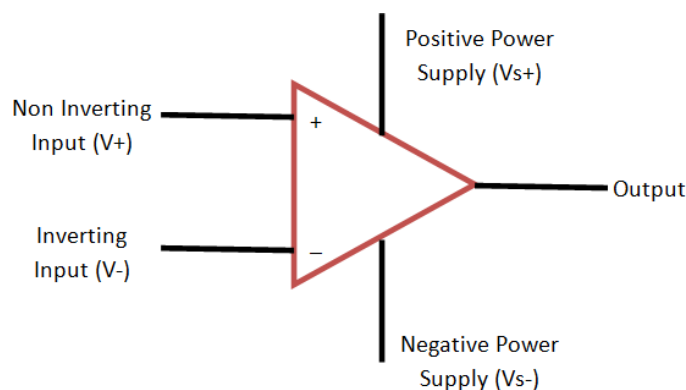 Positive Power
Supply (Vs+)
Non Inverting
Input (V+)
+
Output
Inverting
Input (V-)
–
Negative Power
Supply (Vs-)